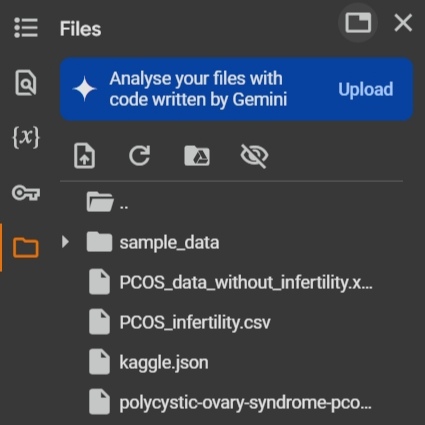 Files
Analyse your files with
code written by Gemini
Upload
{x}
..
sample_data
PCOS_data_without_infertility.x...
PCOS_infertility.csv
kaggle.json
polycystic-ovary-syndrome-pco...